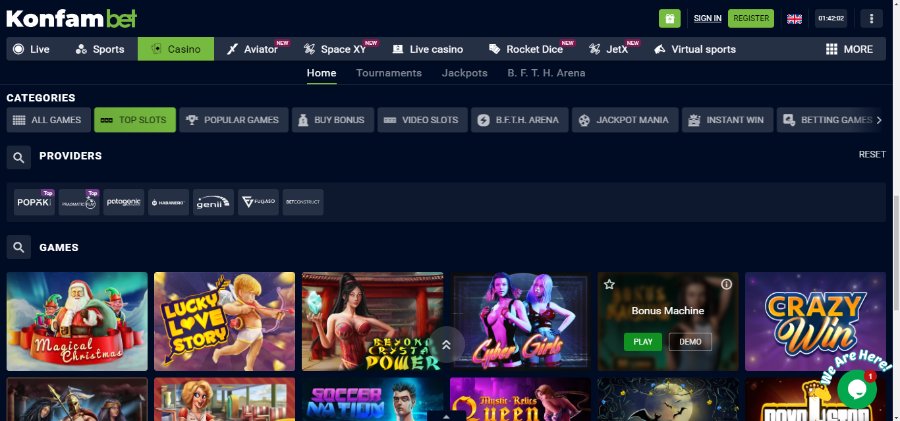 Konfambet
SIGN IN REGISTER 01:42:02
Live Sports Casino Aviator NEW Space XY NEW Live casino Rocket Dice NEW JetX NEW Virtual sports MORE
Home Tournaments Jackpots B. F. T. H. Arena
CATEGORIES
ALL GAMES TOP SLOTS POPULAR GAMES BUY BONUS VIDEO SLOTS B.F.T.H. ARENA JACKPOT MANIA INSTANT WIN BETTING GAMES
PROVIDERS RESET
Top Top
POPOK PRAGMATIC PLAY patagonic HABANERO genii FUGASO BETCONSTRUCT
GAMES
Magical Christmas
LUCKY LOVE STORY
BEYOND CRYSTAL POWER
Cyber Girls
Bonus Machine
PLAY DEMO
CRAZY Win
We Are Here!
1
SOCCER NATION
Mystic Relics Queen